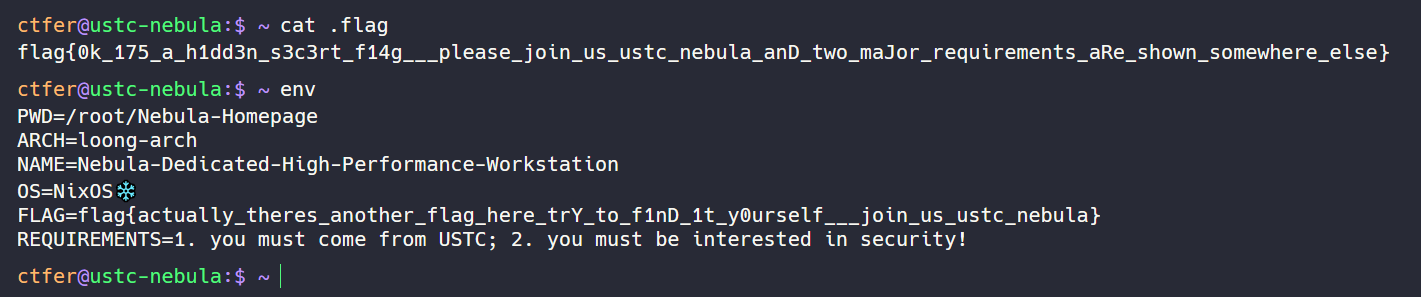 ctfer@ustc-nebula:$ ~ cat .flag
flag{0k_175_a_h1dd3n_s3c3rt_f14g___please_join_us_ustc_nebula_anD_two_maJor_requirements_aRe_shown_somewhere_else}
ctfer@ustc-nebula:$ ~ env
PWD=/root/Nebula-Homepage
ARCH=loong-arch
NAME=Nebula-Dedicated-High-Performance-Workstation
OS=NixOS❄️
FLAG=flag{actually_theres_another_flag_here_trY_to_f1nD_1t_y0urself___join_us_ustc_nebula}
REQUIREMENTS=1. you must come from USTC; 2. you must be interested in security!
ctfer@ustc-nebula:$ ~